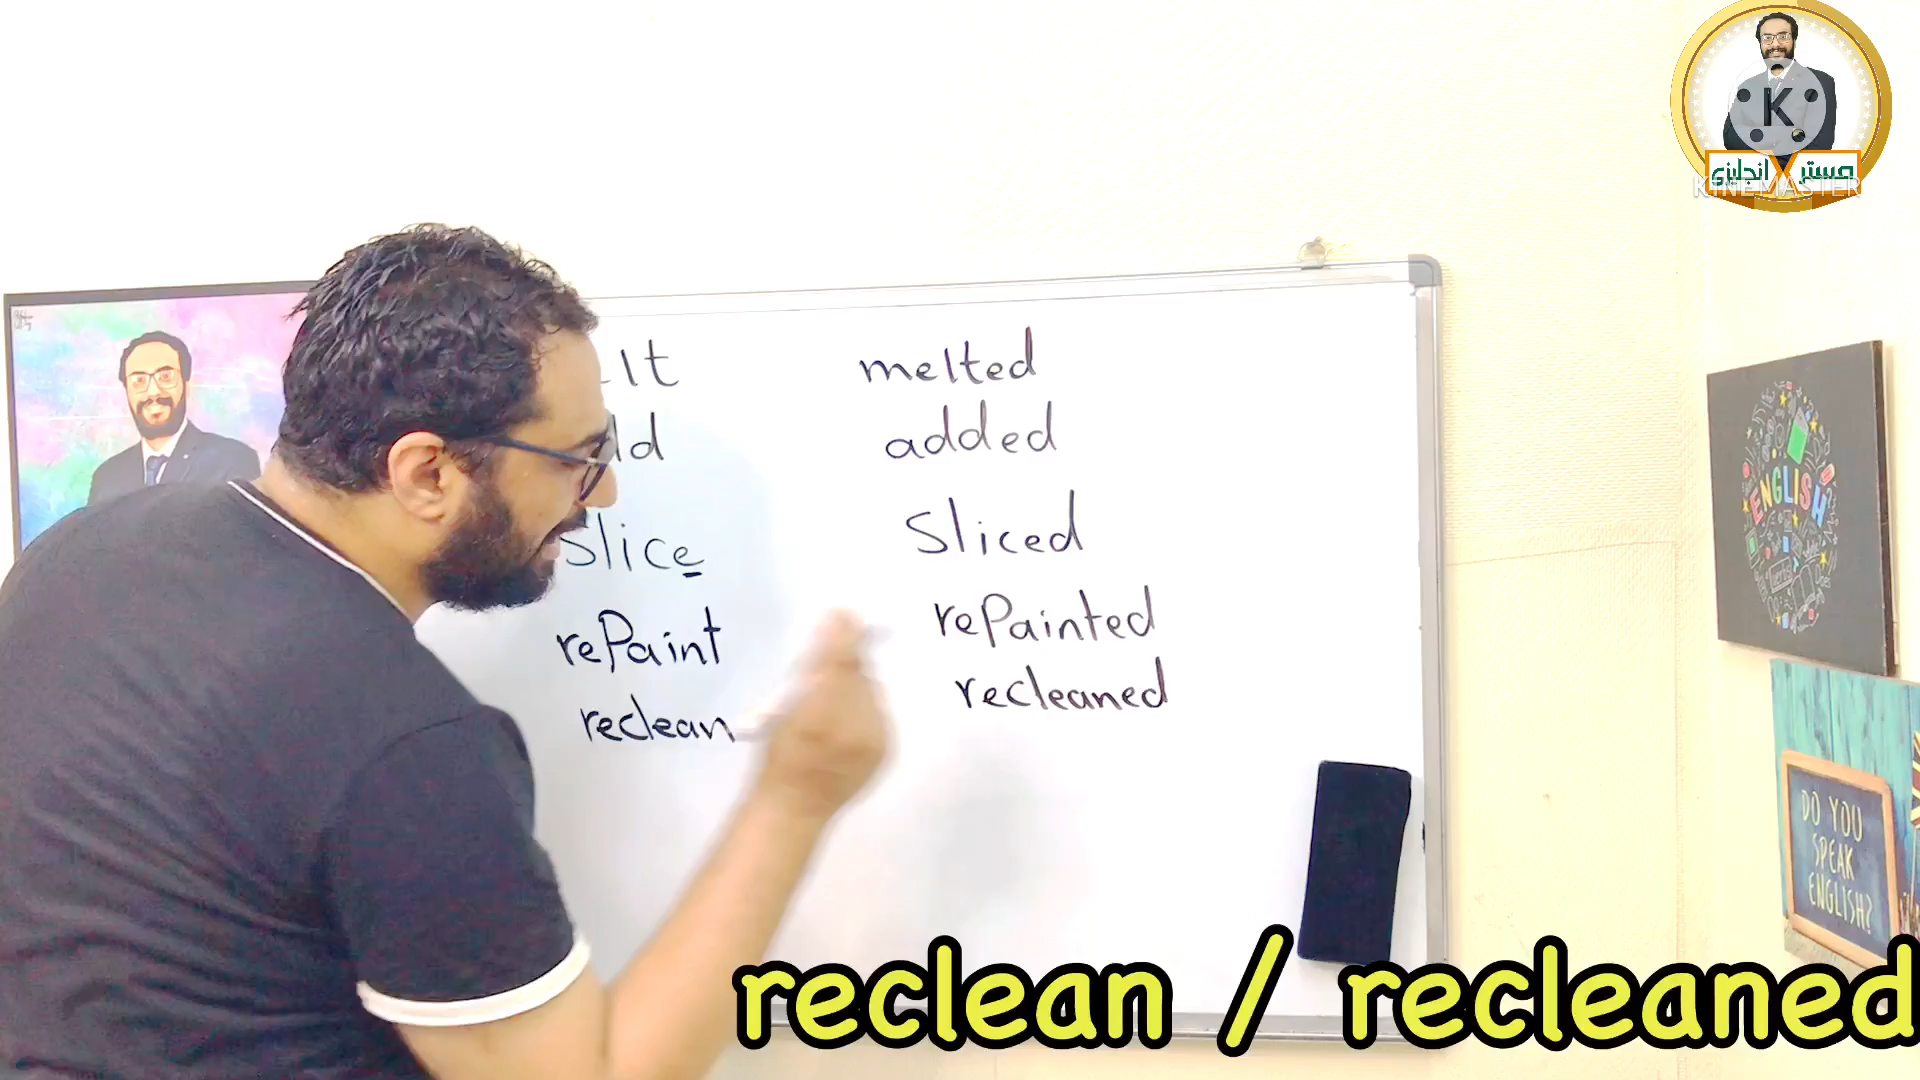 مستر X انجليزي
KINEMASTER
K
melted
added
Slice Sliced
rePaint rePainted
reclean recleaned
ENGLISH
DO YOU
SPEAK
ENGLISH?
reclean / recleaned